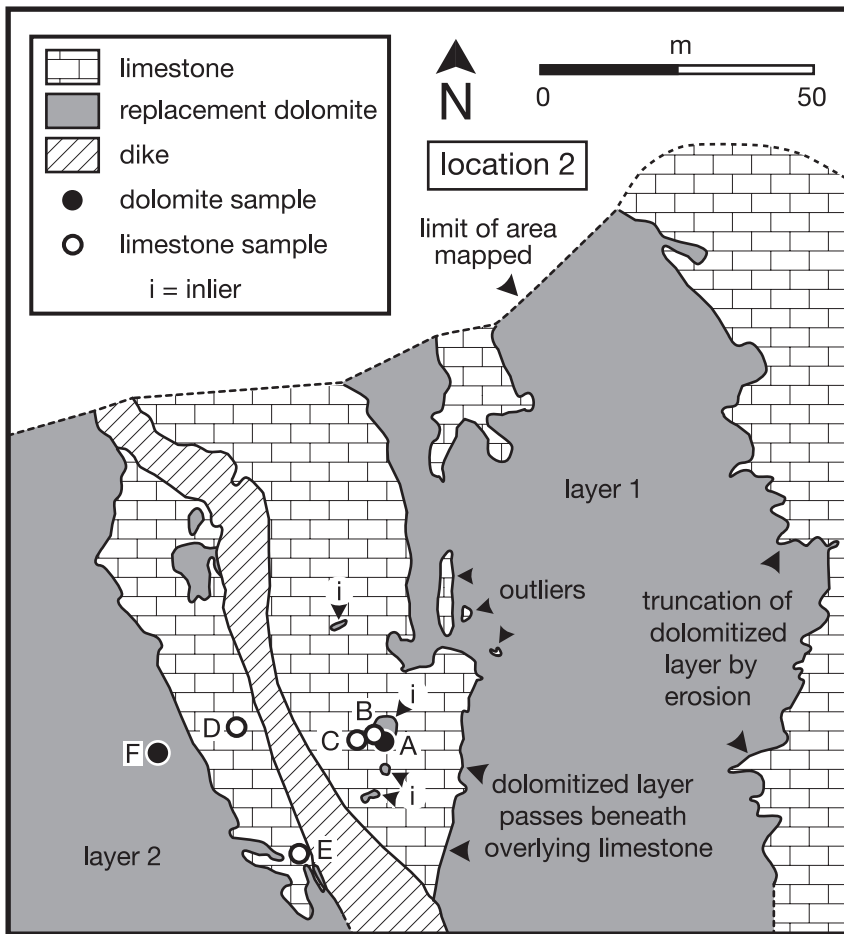 limestone
replacement dolomite
dike
dolomite sample
limestone sample
i = inlier
N
m
0 50
location 2
limit of area
mapped
layer 1
i
outliers
truncation of
dolomitized
layer by
erosion
i
B
D
C
A
F
i
dolomitized layer
passes beneath
overlying limestone
E
layer 2